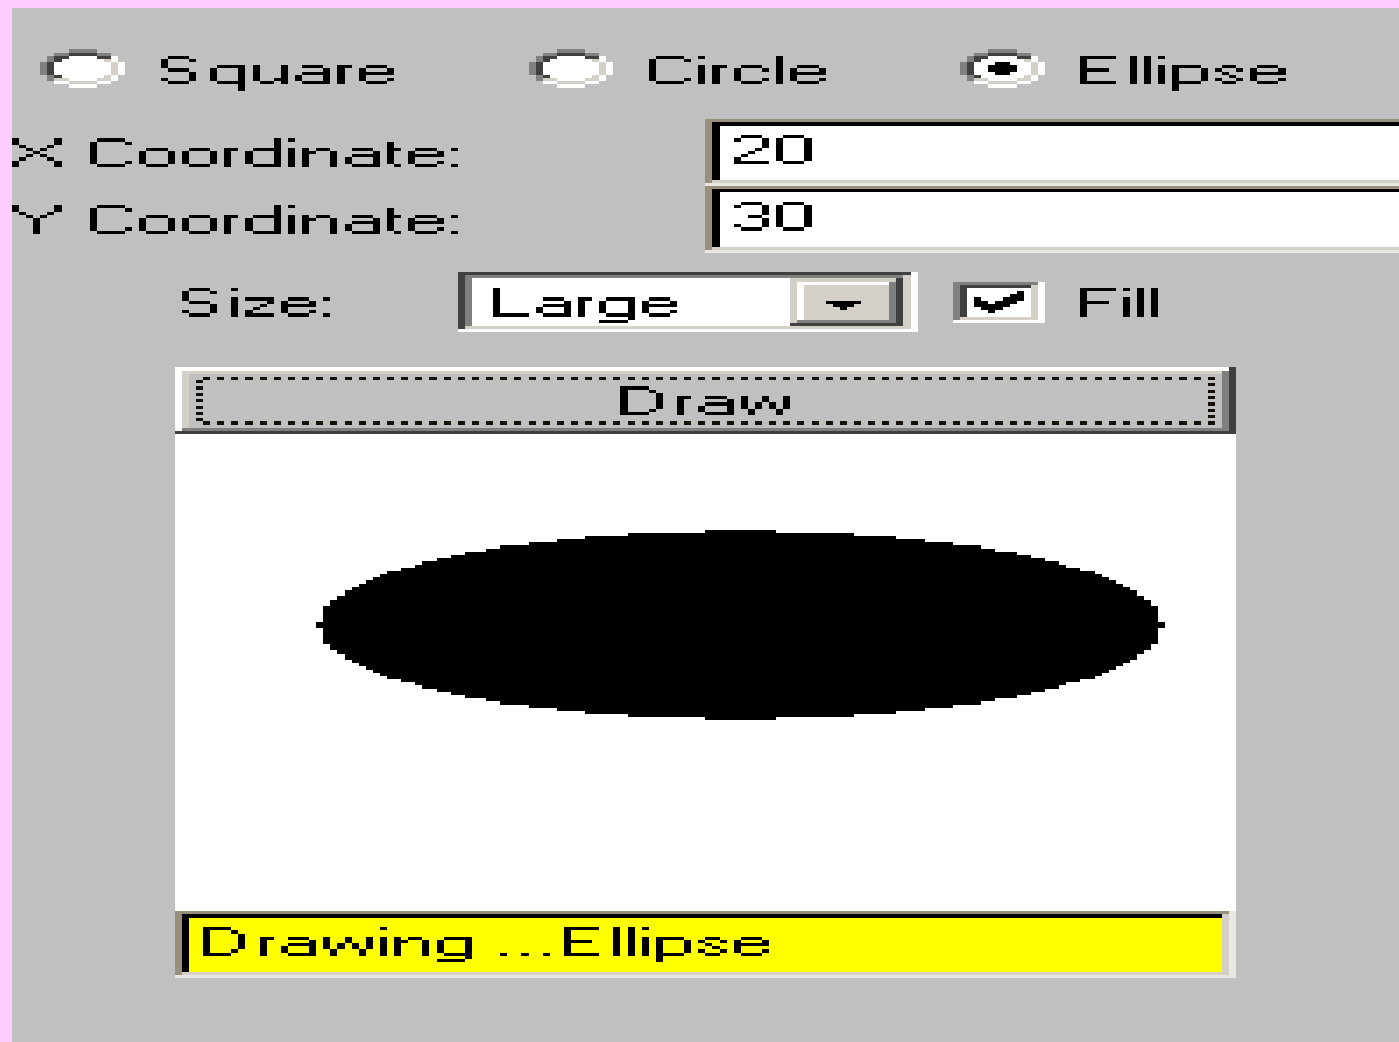 Square Circle Ellipse
X Coordinate: 20
Y Coordinate: 30
Size: Large Fill
Draw
Drawing ...Ellipse